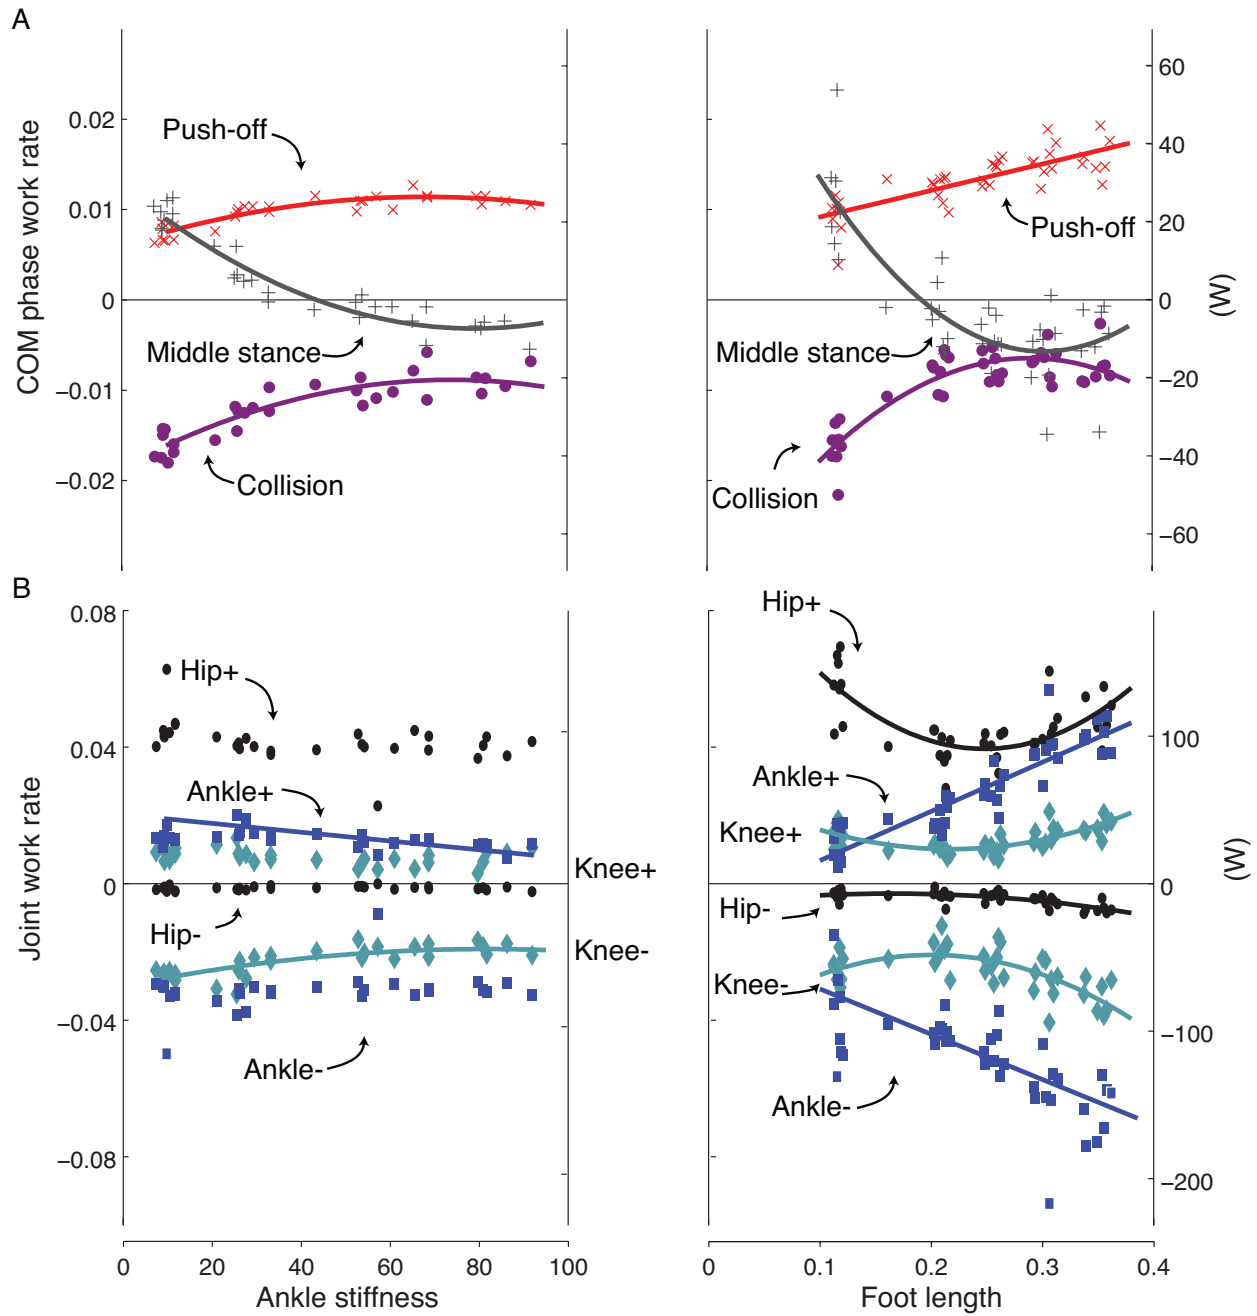 A
COM phase work rate
0.02
0.01
0
−0.01
−0.02
Push-off
Middle stance
Collision
Push-off
Middle stance
Collision
60
40
20
0
−20
−40
−60
(W)
B
Joint work rate
0.08
0.04
0
−0.04
−0.08
Hip+
Ankle+
Knee+
Hip-
Knee-
Ankle-
Hip+
Ankle+
Knee+
Hip-
Knee-
Ankle-
100
0
−100
−200
(W)
0 20 40 60 80 100
Ankle stiffness
0 0.1 0.2 0.3 0.4
Foot length